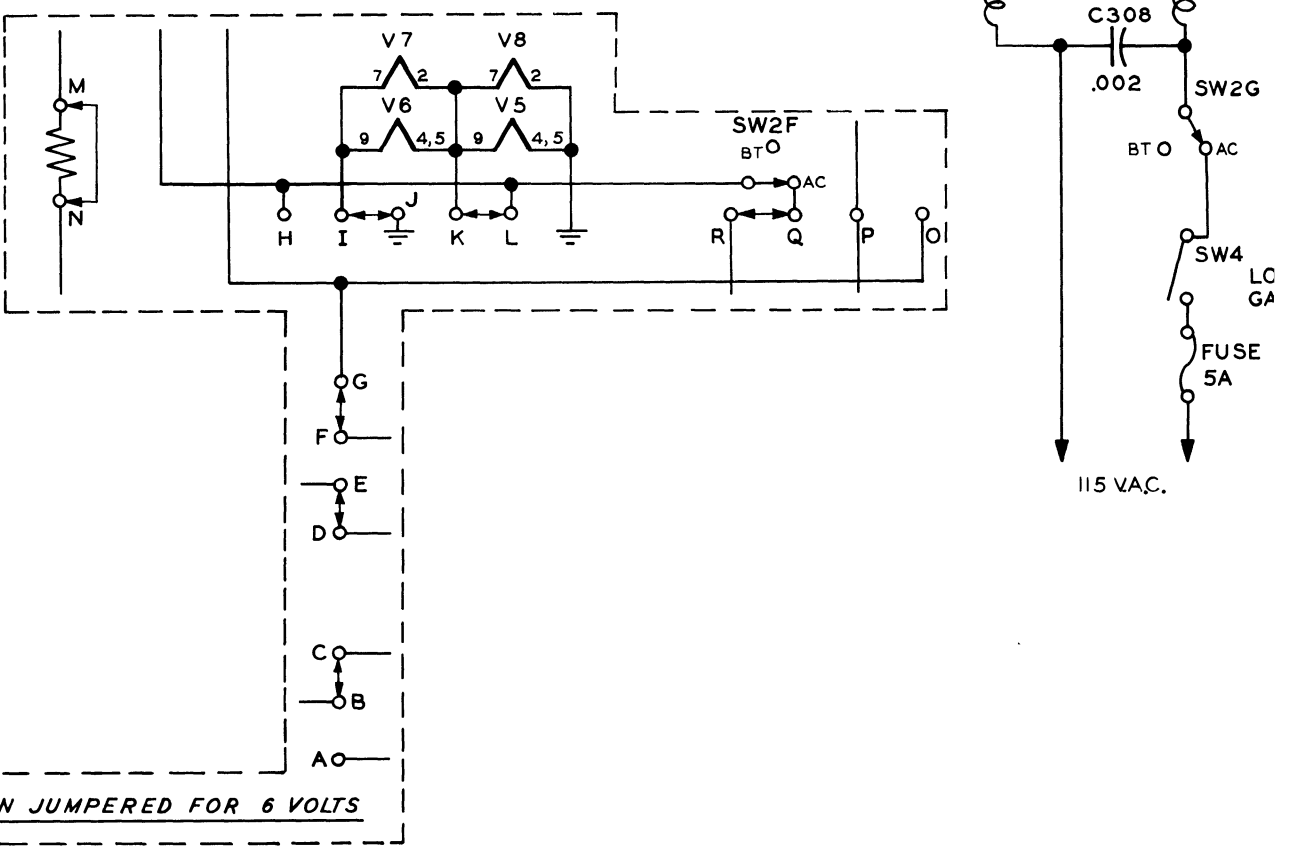 C308
.002
V7 V8
7 2 7 2
M
V6 V5
9 4,5 9 4,5
SW2G
SW2F
BT
BT AC
AC
N
J
H I K L R Q P O
SW4
FUSE
5A
G
F
E
D
115 V.A.C.
C
B
A
N JUMPERED FOR 6 VOLTS